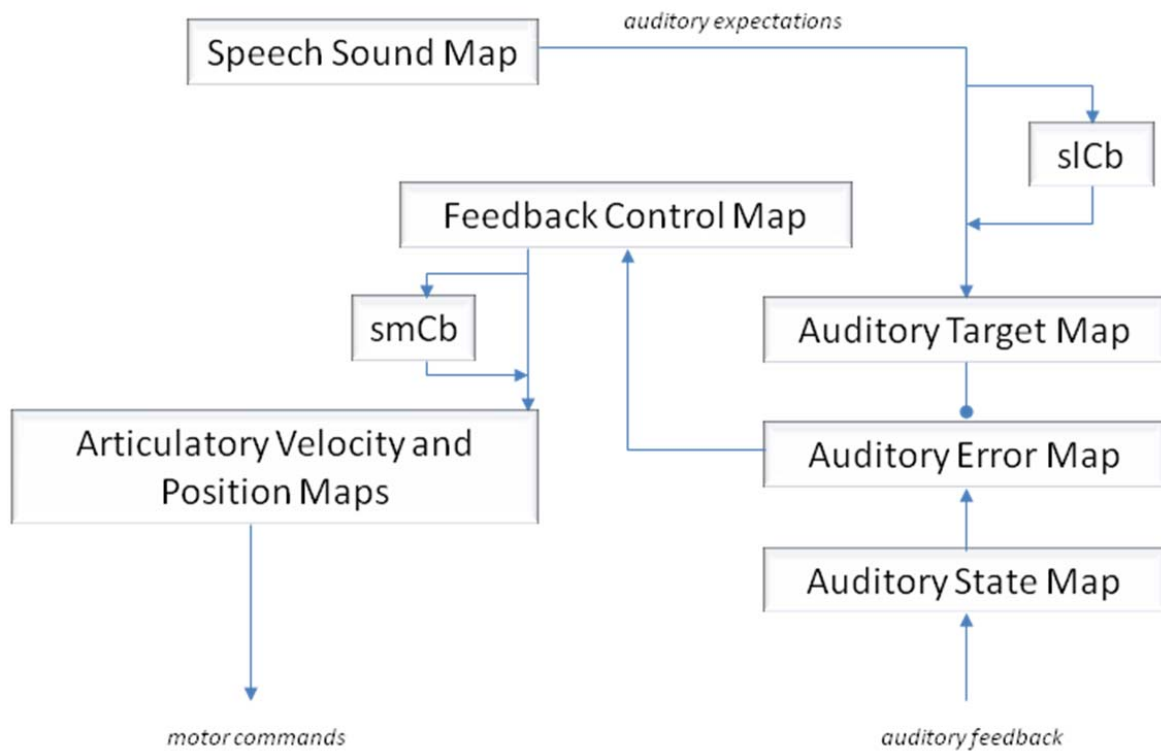 auditory expectations
Speech Sound Map
slCb
Feedback Control Map
smCb
Auditory Target Map
Articulatory Velocity and
Position Maps
Auditory Error Map
Auditory State Map
motor commands
auditory feedback